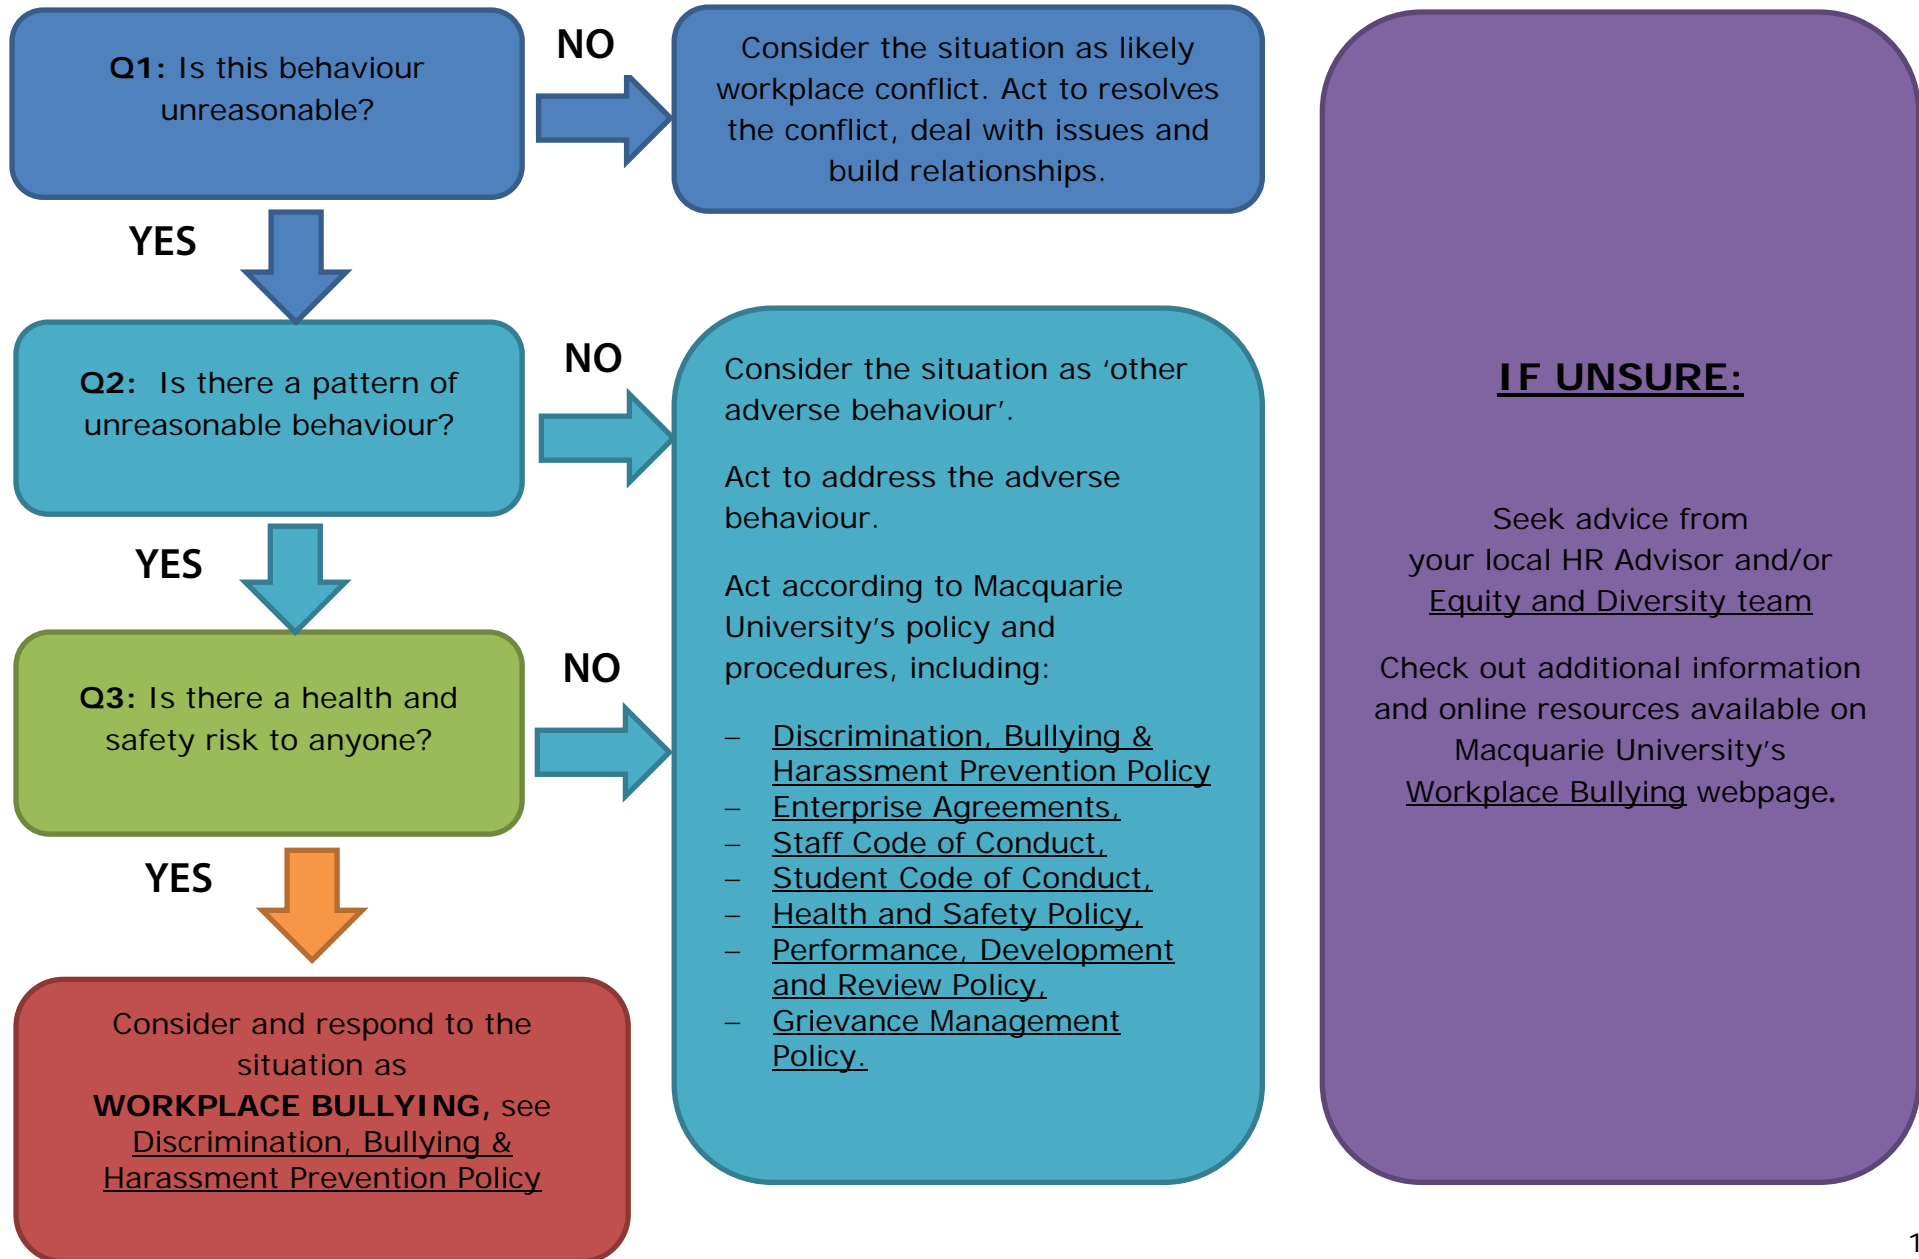 Q1: Is this behaviour
unreasonable?
NO
Consider the situation as likely
workplace conflict. Act to resolves
the conflict, deal with issues and
build relationships.
YES
Q2: Is there a pattern of
unreasonable behaviour?
NO
Consider the situation as ‘other
adverse behaviour’.
Act to address the adverse
behaviour.
Act according to Macquarie
University’s policy and
procedures, including:
– Discrimination, Bullying &
Harassment Prevention Policy
– Enterprise Agreements,
– Staff Code of Conduct,
– Student Code of Conduct,
– Health and Safety Policy,
– Performance, Development
and Review Policy,
– Grievance Management
Policy.
YES
Q3: Is there a health and
safety risk to anyone?
NO
YES
Consider and respond to the
situation as
WORKPLACE BULLYING, see
Discrimination, Bullying &
Harassment Prevention Policy
IF UNSURE:
Seek advice from
your local HR Advisor and/or
Equity and Diversity team
Check out additional information
and online resources available on
Macquarie University’s
Workplace Bullying webpage.
1